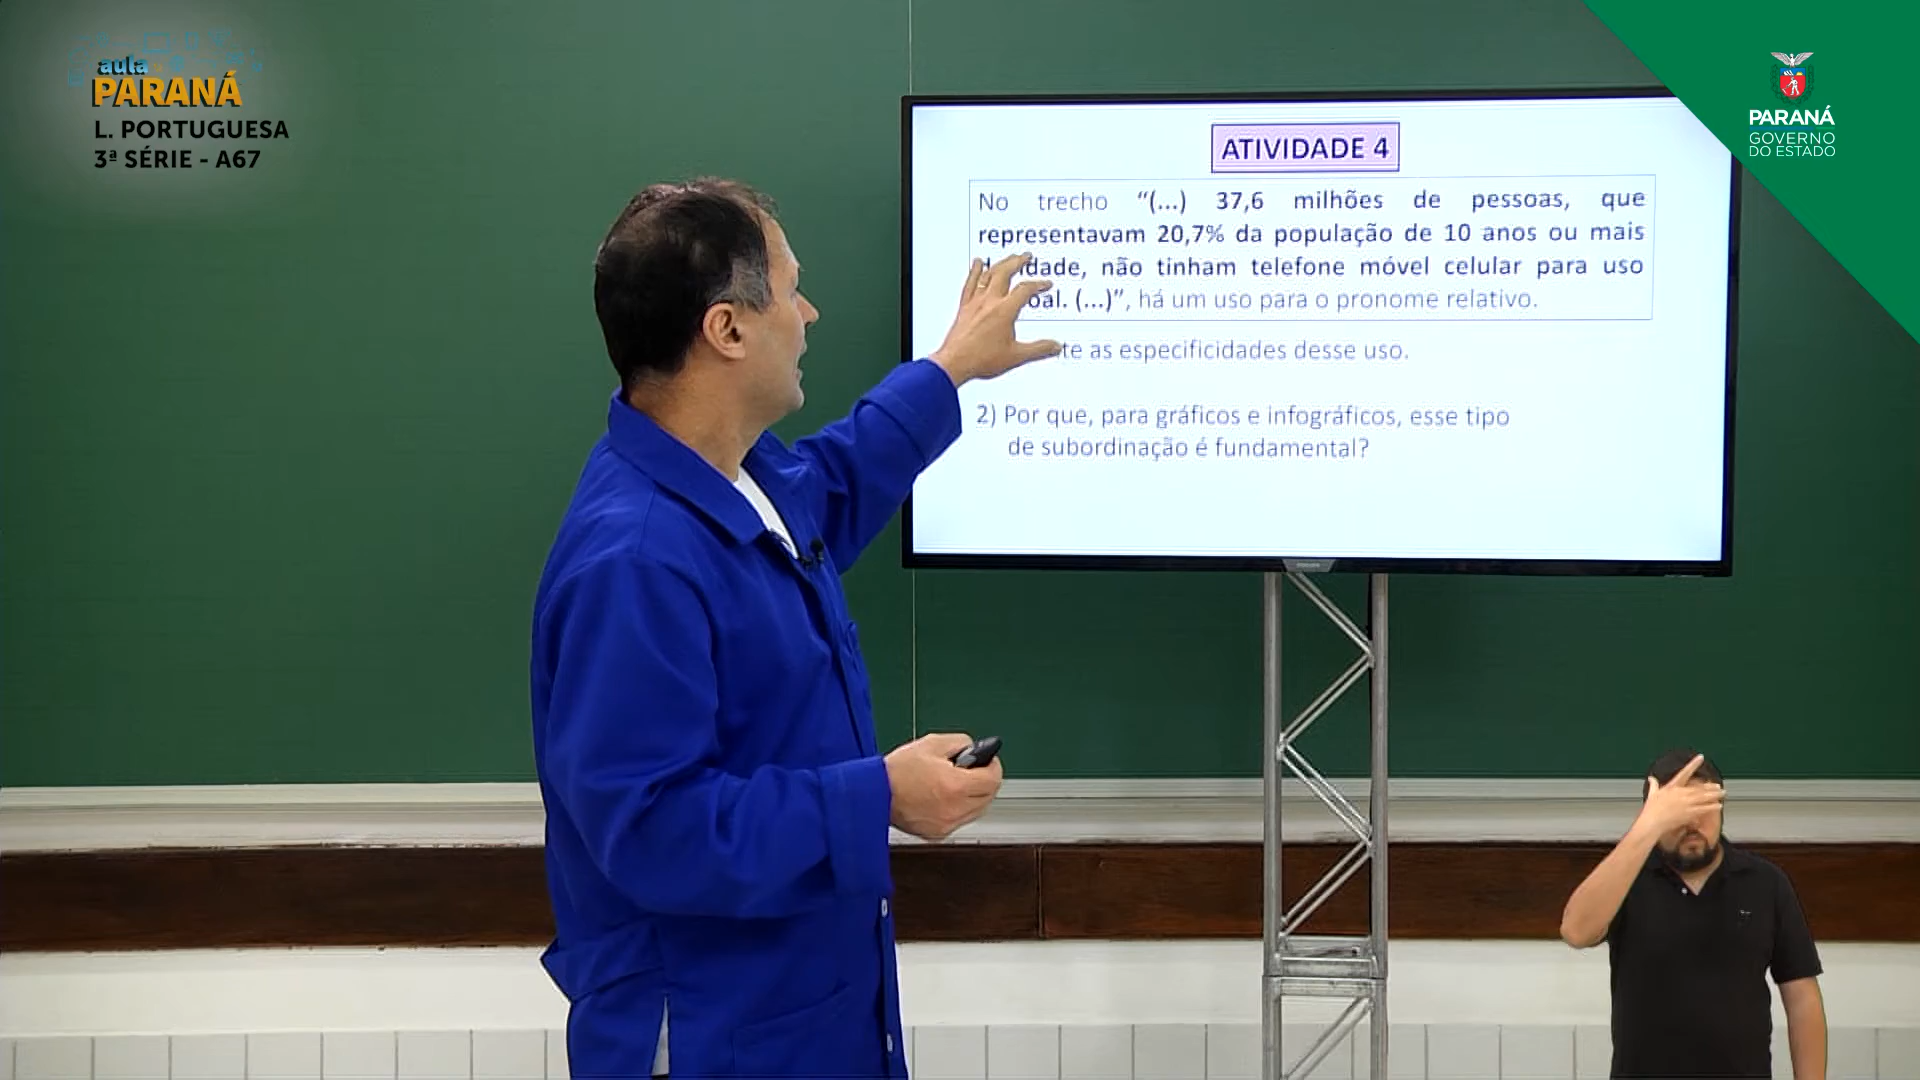 aula
PARANÁ
L. PORTUGUESA
3ª SÉRIE - A67
PARANÁ
GOVERNO
DO ESTADO
ATIVIDADE 4
No trecho “(...) 37,6 milhões de pessoas, que
representavam 20,7% da população de 10 anos ou mais
idade, não tinham telefone móvel celular para uso
oal. (...)”, há um uso para o pronome relativo.
te as especificidades desse uso.
2) Por que, para gráficos e infográficos, esse tipo
de subordinação é fundamental?